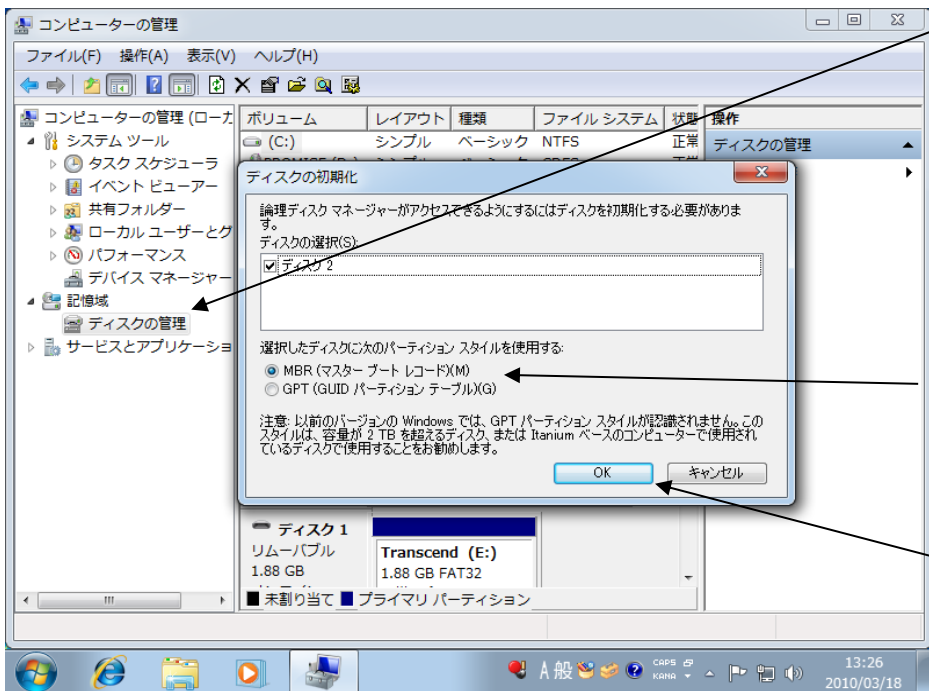 コンピューターの管理
ファイル(F) 操作(A) 表示(V) ヘルプ(H)
コンピューターの管理 (ローカ
システム ツール
タスク スケジューラ
イベント ビューアー
共有フォルダー
ローカル ユーザーとグ
パフォーマンス
デバイス マネージャー
記憶域
ディスクの管理
サービスとアプリケーショ
ボリューム レイアウト 種類 ファイル システム 状態
(C:) シンプル ベーシック NTFS 正常
操作
ディスクの管理
ディスクの初期化
論理ディスク マネージャーがアクセスできるようにするにはディスクを初期化する必要がありま
す。
ディスクの選択(S):
ディスク 2
選択したディスクに次のパーティション スタイルを使用する:
MBR (マスター ブート レコード)(M)
GPT (GUID パーティション テーブル)(G)
注意: 以前のバージョンの Windows では、GPT パーティション スタイルが認識されません。この
スタイルは、容量が 2 TB を超えるディスク、または Itanium ベースのコンピューターで使用され
ているディスクで使用することをお勧めします。
OK キャンセル
ディスク 1
リムーバブル
1.88 GB
Transcend (E:)
1.88 GB FAT32
未割り当て プライマリ パーティション
A 般 CAPS KANA
13:26
2010/03/18